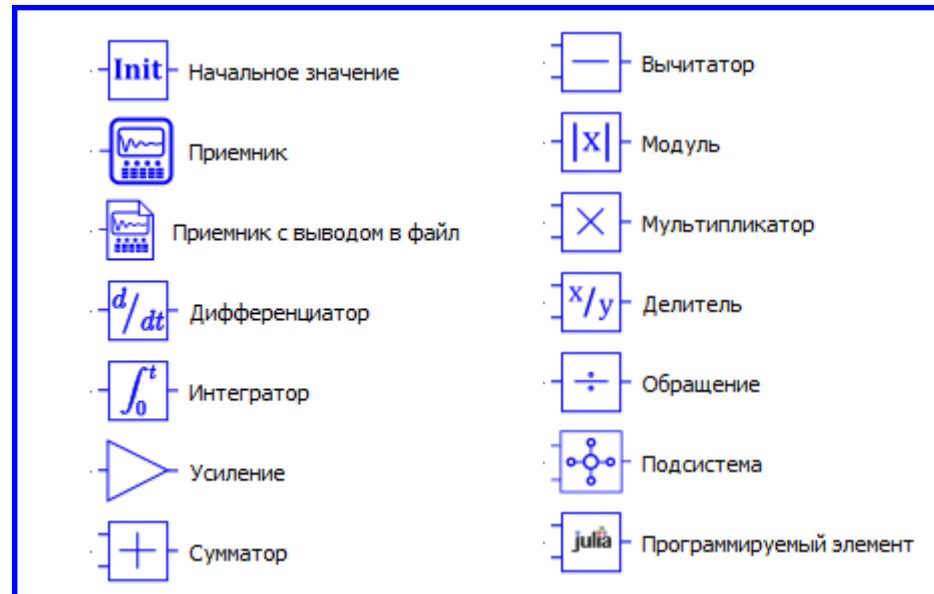 Init Начальное значение
Приемник
Приемник с выводом в файл
d/dt Дифференциатор
∫₀ᵗ Интегратор
Усиление
+ Сумматор
— Вычитатор
|x| Модуль
× Мультипликатор
x/y Делитель
÷ Обращение
Подсистема
julia Программируемый элемент